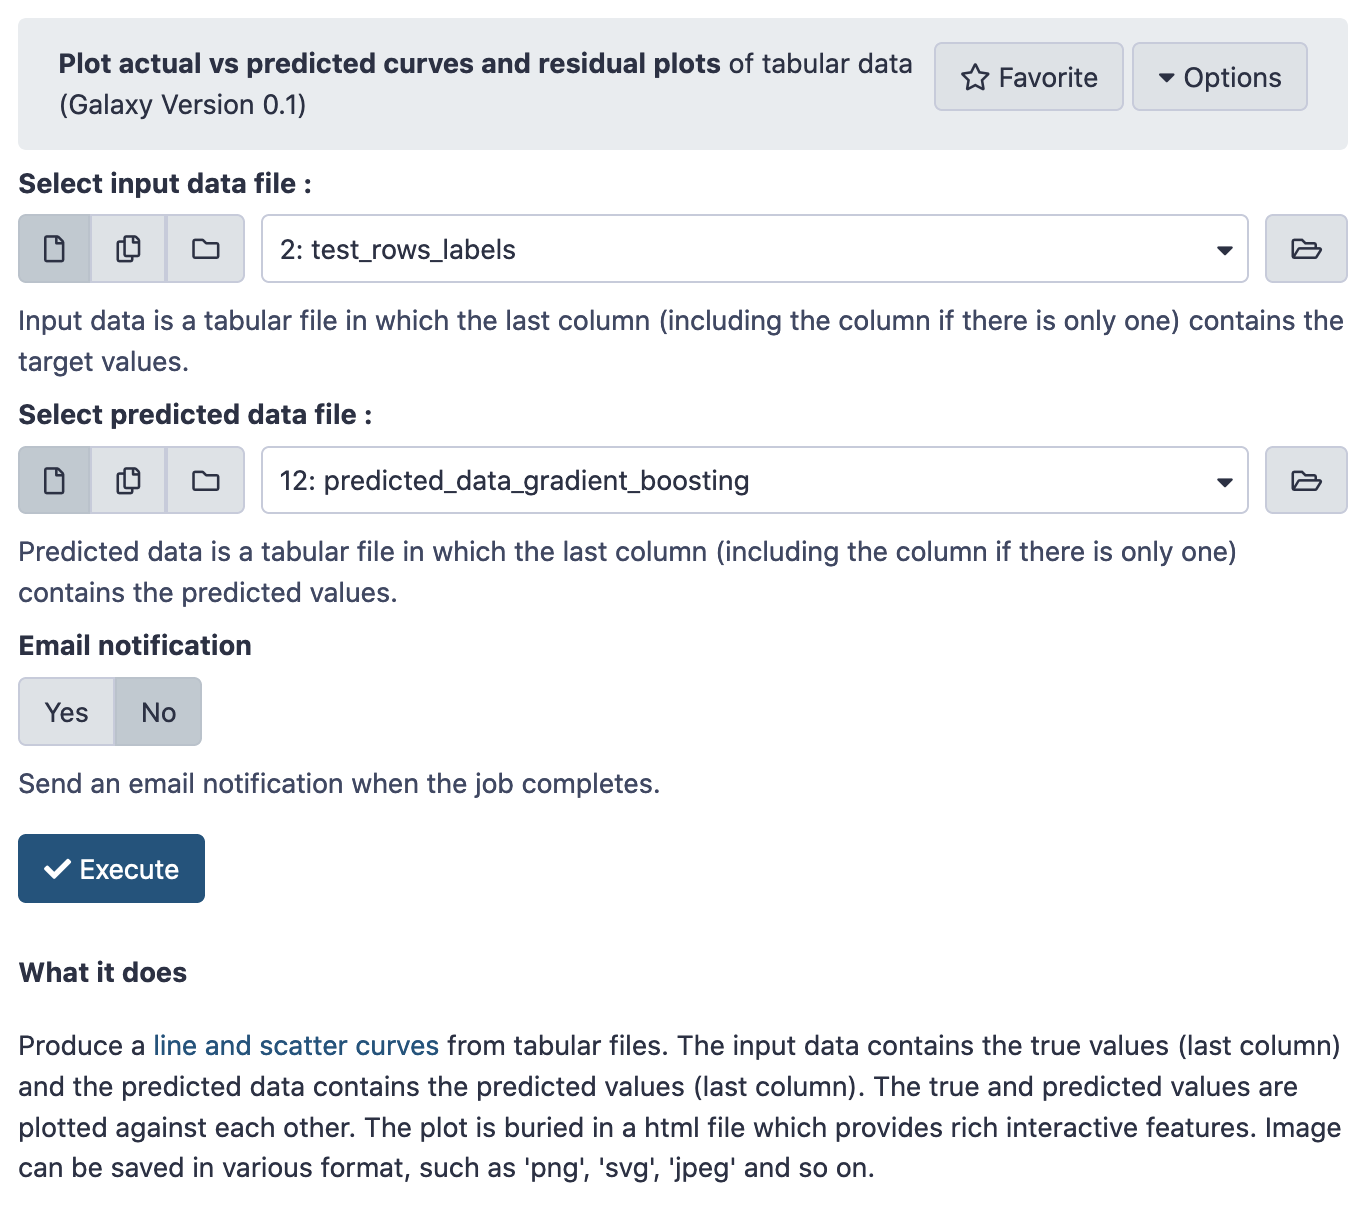 Plot actual vs predicted curves and residual plots of tabular data
(Galaxy Version 0.1)
Favorite
Options
Select input data file :
2: test_rows_labels
Input data is a tabular file in which the last column (including the column if there is only one) contains the
target values.
Select predicted data file :
12: predicted_data_gradient_boosting
Predicted data is a tabular file in which the last column (including the column if there is only one)
contains the predicted values.
Email notification
Yes No
Send an email notification when the job completes.
Execute
What it does
Produce a line and scatter curves from tabular files. The input data contains the true values (last column)
and the predicted data contains the predicted values (last column). The true and predicted values are
plotted against each other. The plot is buried in a html file which provides rich interactive features. Image
can be saved in various format, such as 'png', 'svg', 'jpeg' and so on.